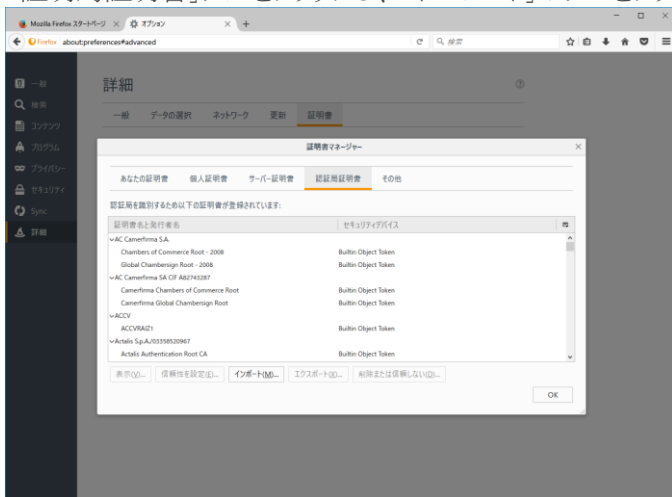 Mozilla Firefox スタートページ × オプション × +
Firefox about:preferences#advanced 検索
詳細
一般 データの選択 ネットワーク 更新 証明書
一般
検索
コンテンツ
プログラム
プライバシー
セキュリティ
Sync
詳細
証明書マネージャー
あなたの証明書 個人証明書 サーバー証明書 認証局証明書 その他
認証局を識別するため以下の証明書が登録されています:
証明書名と発行者名 セキュリティデバイス
AC Camerfirma S.A.
Chambers of Commerce Root - 2008 Builtin Object Token
Global Chambersign Root - 2008 Builtin Object Token
AC Camerfirma SA CIF A82743287
Camerfirma Chambers of Commerce Root Builtin Object Token
Camerfirma Global Chambersign Root Builtin Object Token
ACCV
ACCVRAIZ1 Builtin Object Token
Actalis S.p.A./03358520967
Actalis Authentication Root CA Builtin Object Token
表示(V)... 信頼性を設定(E)... インポート(M)... エクスポート(X)... 削除または信頼しない(D)...
OK